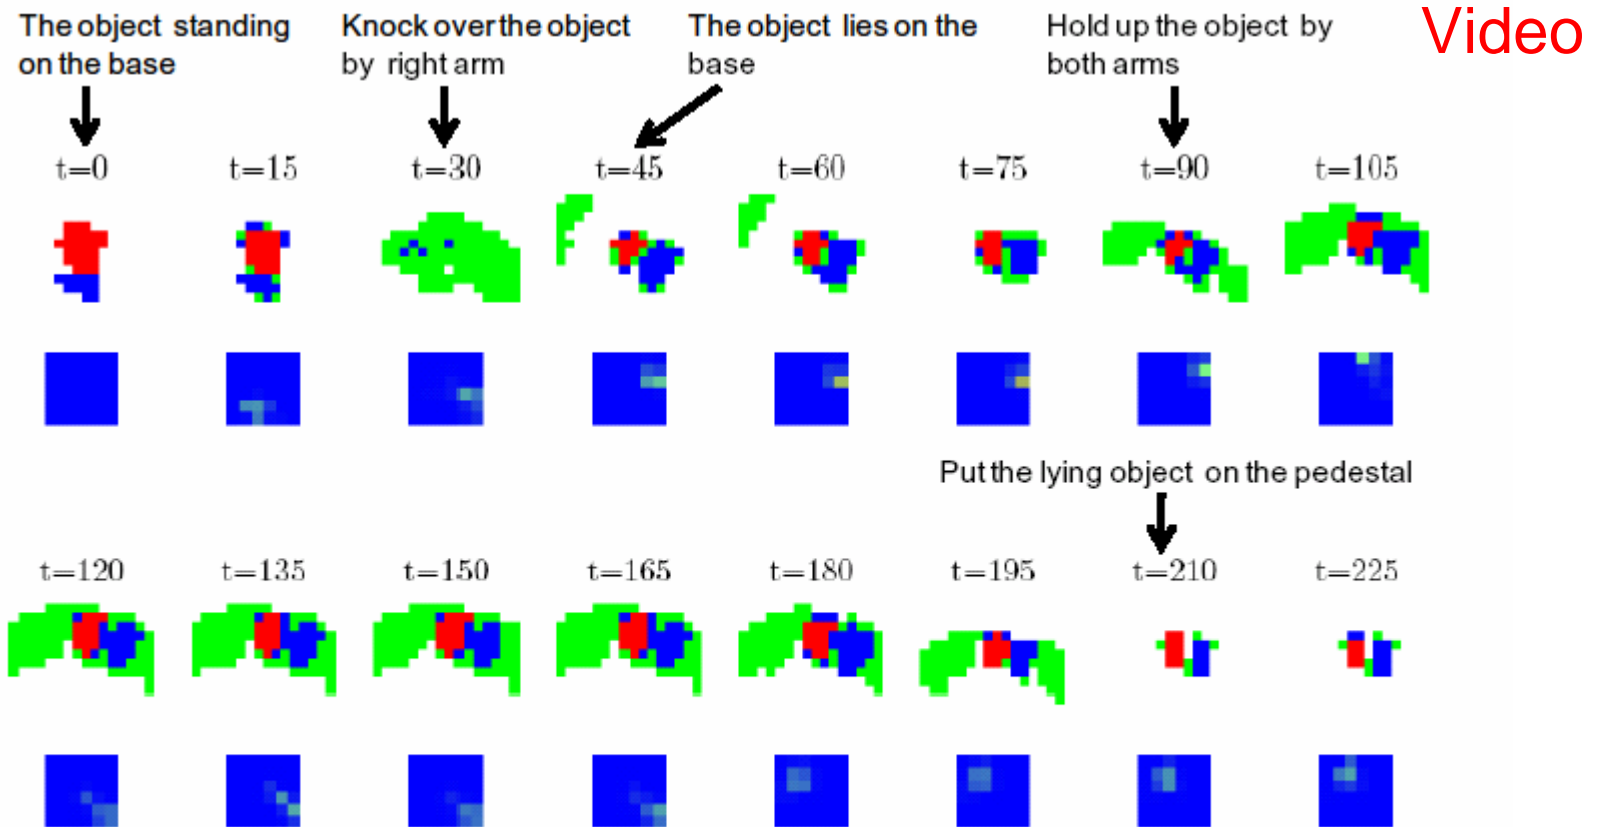 The object standing
on the base
Knock over the object
by right arm
The object lies on the
base
Hold up the object by
both arms
Video
t=0
t=15
t=30
t=45
t=60
t=75
t=90
t=105
Put the lying object on the pedestal
t=120
t=135
t=150
t=165
t=180
t=195
t=210
t=225